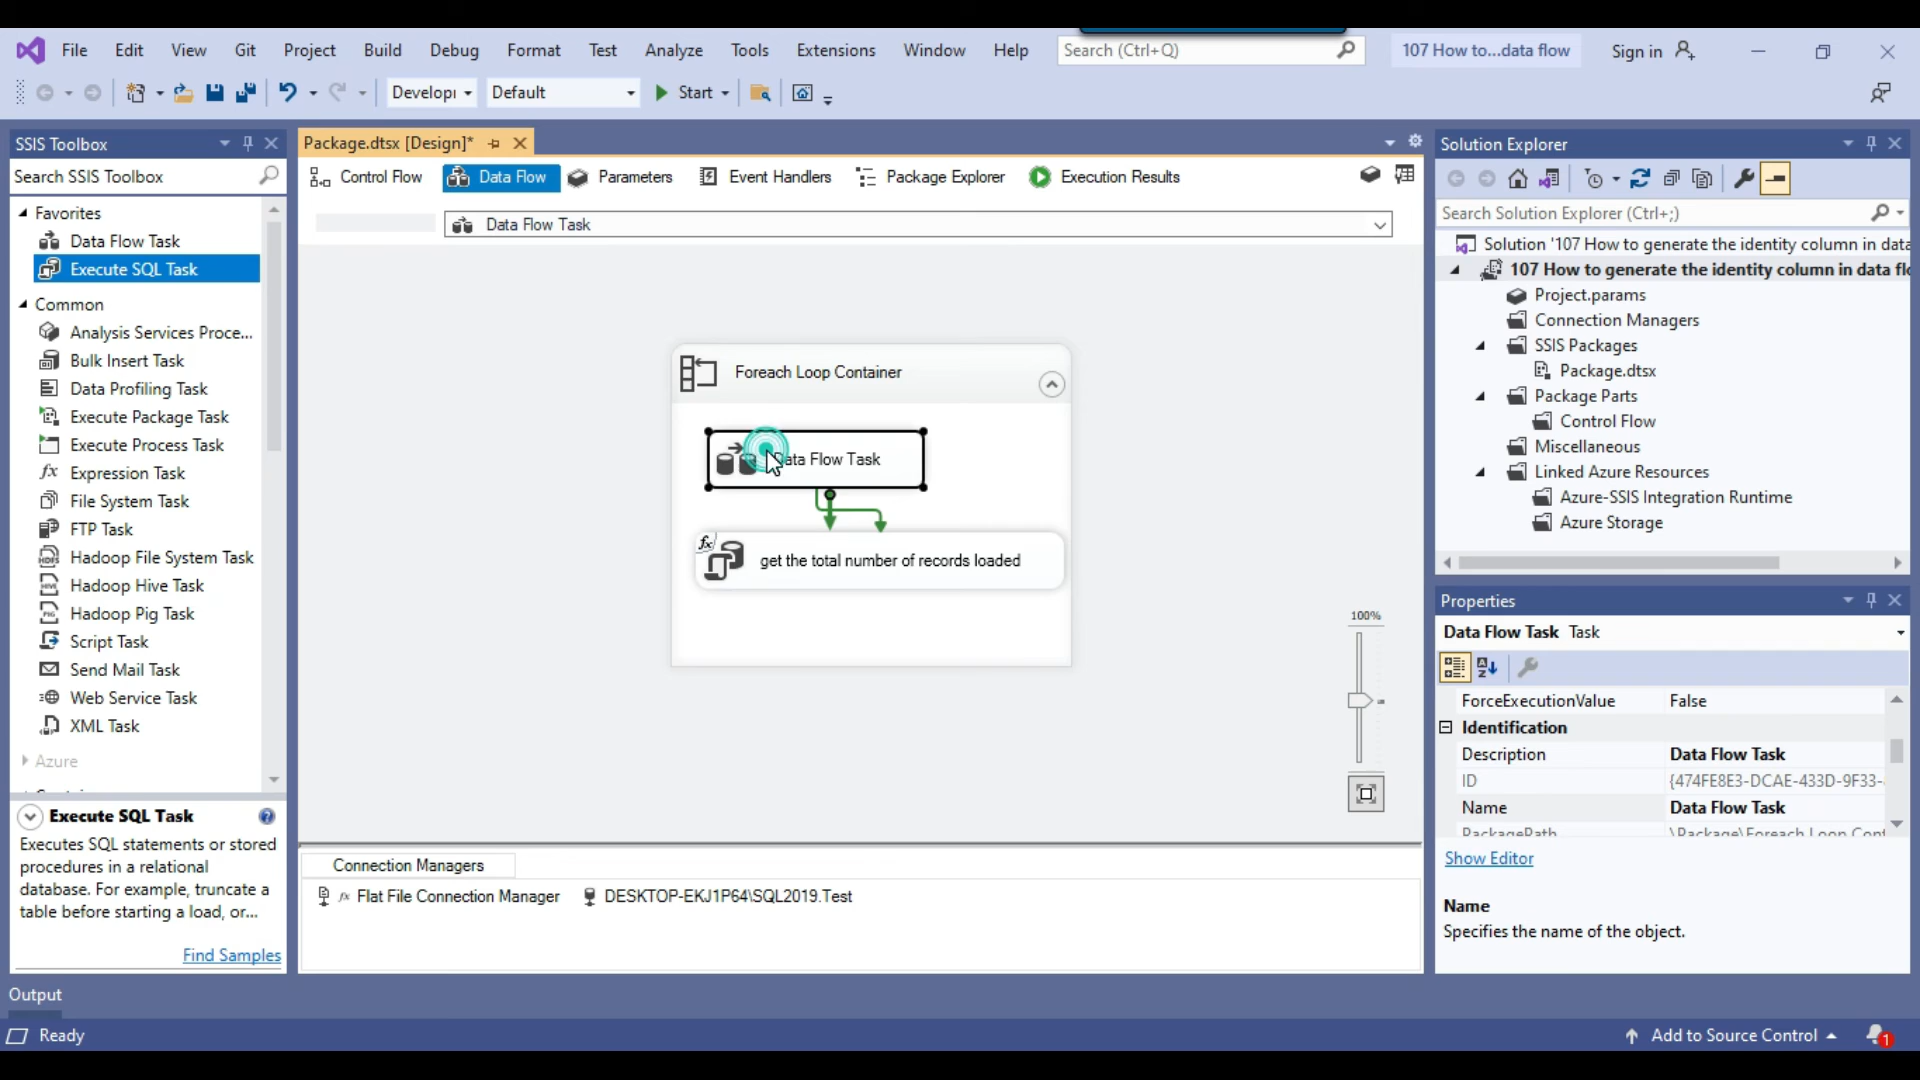 File Edit View Git Project Build Debug Format Test Analyze Tools Extensions Window Help Search (Ctrl+Q) 107 How to...data flow Sign in
Default Start
SSIS Toolbox
Search SSIS Toolbox
Favorites
Data Flow Task
Execute SQL Task
Common
Analysis Services Proce...
Bulk Insert Task
Data Profiling Task
Execute Package Task
Execute Process Task
Expression Task
File System Task
FTP Task
Hadoop File System Task
Hadoop Hive Task
Hadoop Pig Task
Script Task
Send Mail Task
Web Service Task
XML Task
Azure
Execute SQL Task
Executes SQL statements or stored
procedures in a relational
database. For example, truncate a
table before starting a load, or...
Find Samples
Package.dtsx [Design]*
Control Flow Data Flow Parameters Event Handlers Package Explorer Execution Results
Data Flow Task
Foreach Loop Container
Data Flow Task
fx
get the total number of records loaded
100%
Connection Managers
fx Flat File Connection Manager DESKTOP-EKJ1P64\SQL2019.Test
Solution Explorer
Search Solution Explorer (Ctrl+;)
Solution '107 How to generate the identity column in data
107 How to generate the identity column in data
Project.params
Connection Managers
SSIS Packages
Package.dtsx
Package Parts
Control Flow
Miscellaneous
Linked Azure Resources
Azure-SSIS Integration Runtime
Azure Storage
Properties
Data Flow Task Task
ForceExecutionValue False
Identification
Description Data Flow Task
ID {474FE8E3-DCAE-433D-9F33-
Name Data Flow Task
PackagePath \Package\Foreach Loop
Show Editor
Name
Specifies the name of the object.
Output
Ready
Add to Source Control
1